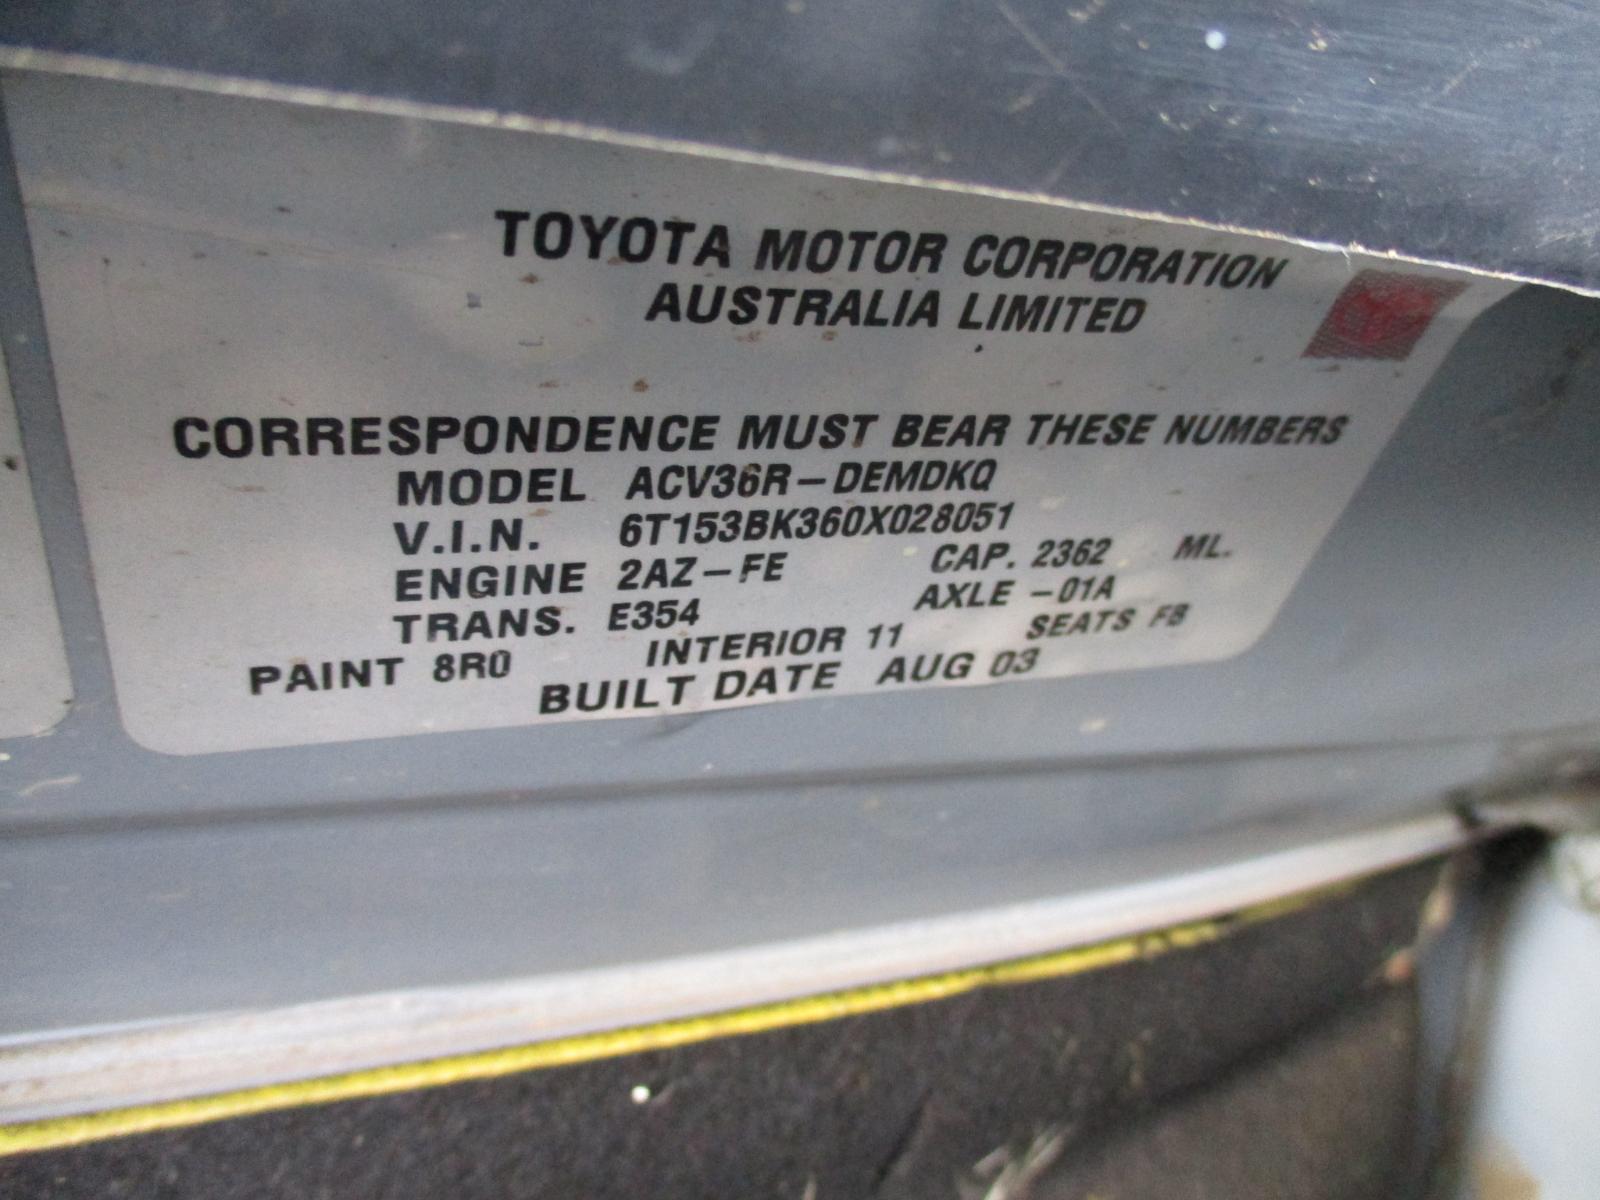 TOYOTA MOTOR CORPORATION
AUSTRALIA LIMITED
CORRESPONDENCE MUST BEAR THESE NUMBERS
MODEL ACV36R-DEMDKQ
V.I.N. 6T153BK360X028051
ENGINE 2AZ-FE CAP. 2362 ML.
TRANS. E354 AXLE -01A
PAINT 8R0 INTERIOR 11 SEATS FB
BUILT DATE AUG 03